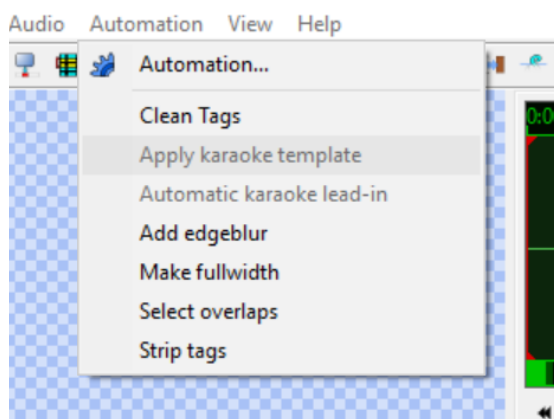 Audio Automation View Help
Automation...
Clean Tags
Apply karaoke template
Automatic karaoke lead-in
Add edgeblur
Make fullwidth
Select overlaps
Strip tags